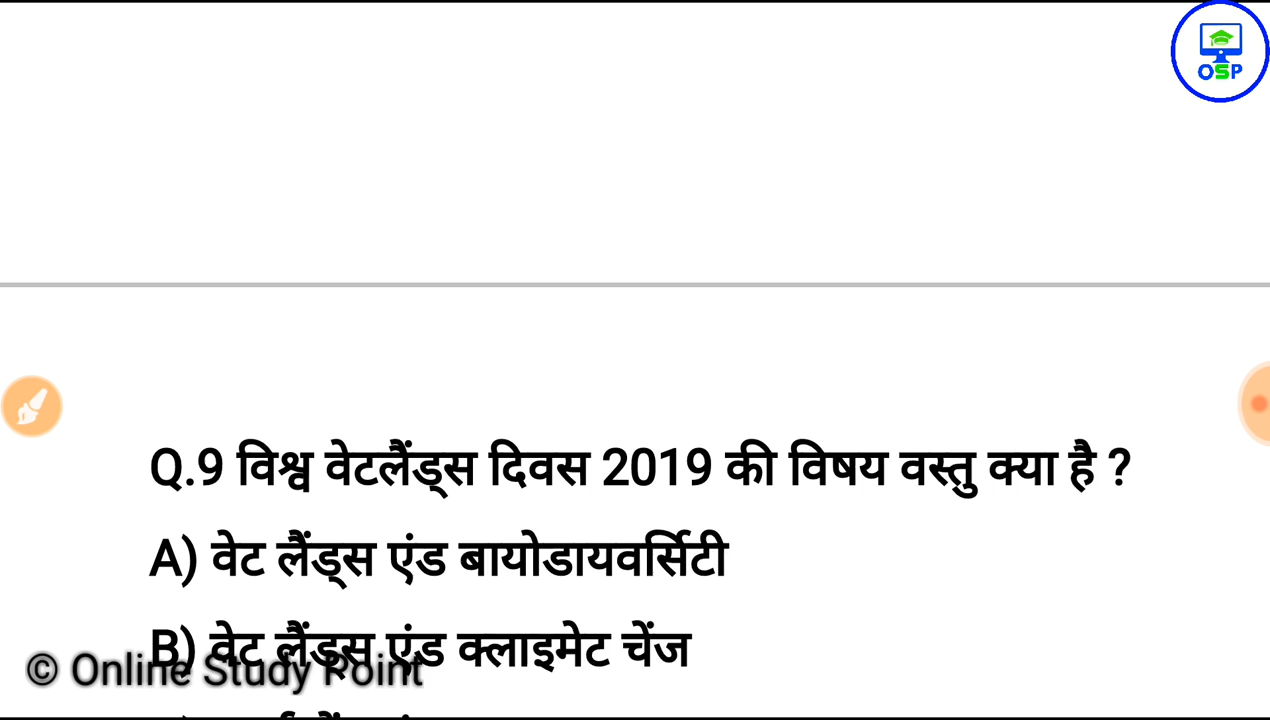 OSP
Q.9 विश्व वेटलैंड्स दिवस 2019 की विषय वस्तु क्या है ?
A) वेट लैंड्स एंड बायोडायवर्सिटी
B) वेट लैंड्स एंड क्लाइमेट चेंज
© Online Study Point